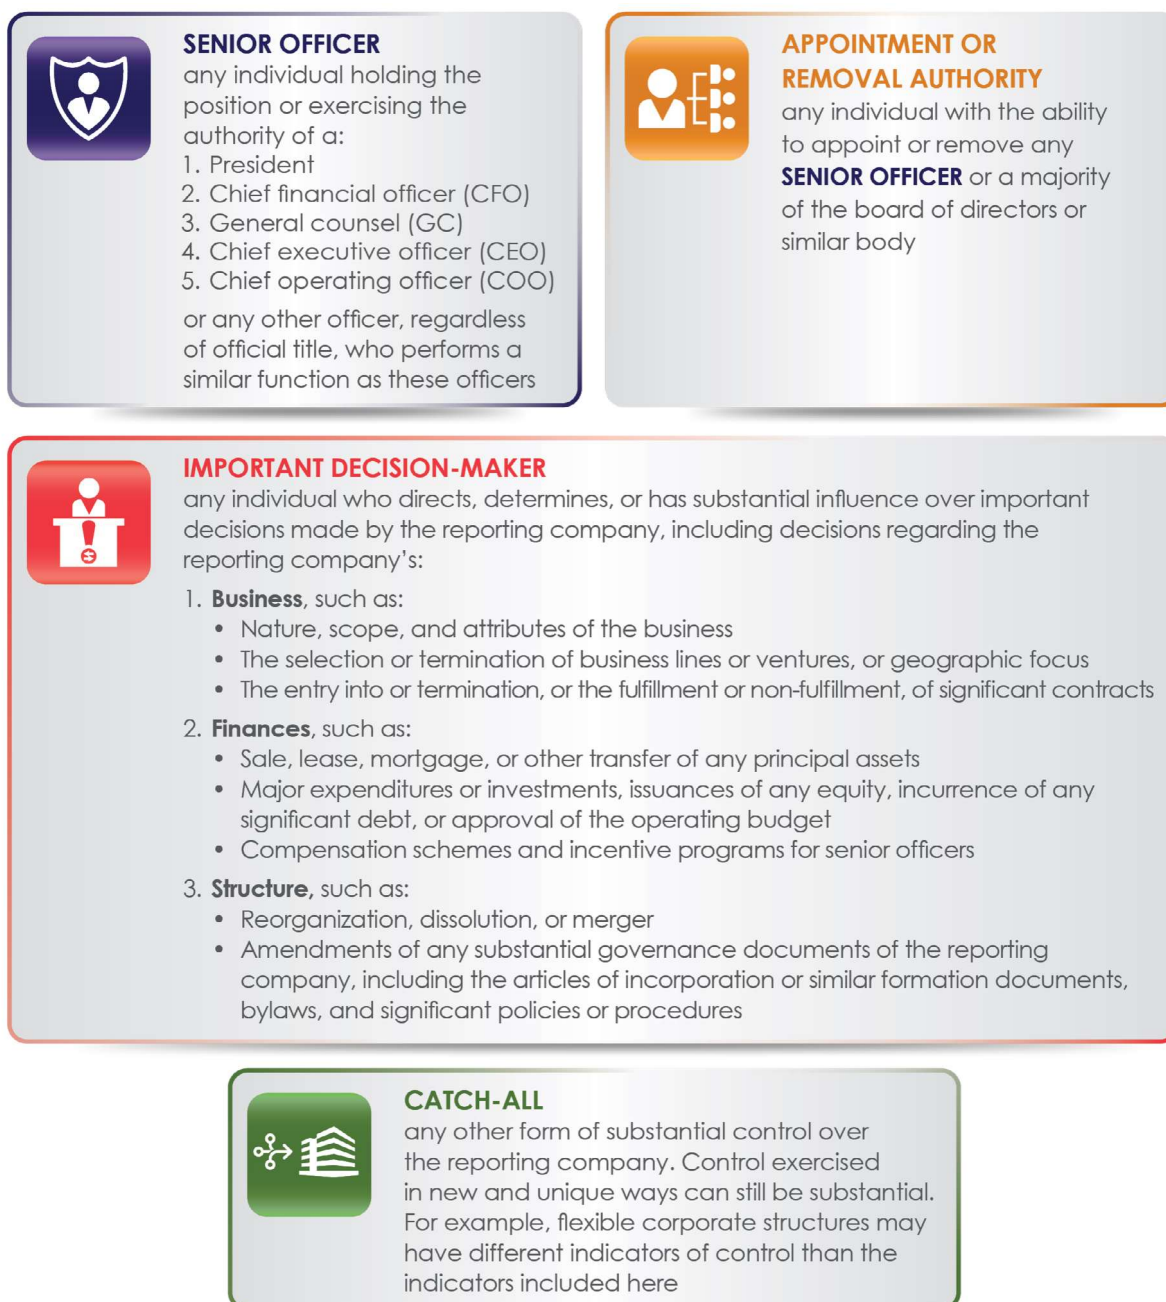 SENIOR OFFICER
any individual holding the
position or exercising the
authority of a:
1. President
2. Chief financial officer (CFO)
3. General counsel (GC)
4. Chief executive officer (CEO)
5. Chief operating officer (COO)
or any other officer, regardless
of official title, who performs a
similar function as these officers
APPOINTMENT OR
REMOVAL AUTHORITY
any individual with the ability
to appoint or remove any
SENIOR OFFICER or a majority
of the board of directors or
similar body
IMPORTANT DECISION-MAKER
any individual who directs, determines, or has substantial influence over important
decisions made by the reporting company, including decisions regarding the
reporting company’s:
1. Business, such as:
• Nature, scope, and attributes of the business
• The selection or termination of business lines or ventures, or geographic focus
• The entry into or termination, or the fulfillment or non-fulfillment, of significant contracts
2. Finances, such as:
• Sale, lease, mortgage, or other transfer of any principal assets
• Major expenditures or investments, issuances of any equity, incurrence of any
significant debt, or approval of the operating budget
• Compensation schemes and incentive programs for senior officers
3. Structure, such as:
• Reorganization, dissolution, or merger
• Amendments of any substantial governance documents of the reporting
company, including the articles of incorporation or similar formation documents,
bylaws, and significant policies or procedures
CATCH-ALL
any other form of substantial control over
the reporting company. Control exercised
in new and unique ways can still be substantial.
For example, flexible corporate structures may
have different indicators of control than the
indicators included here